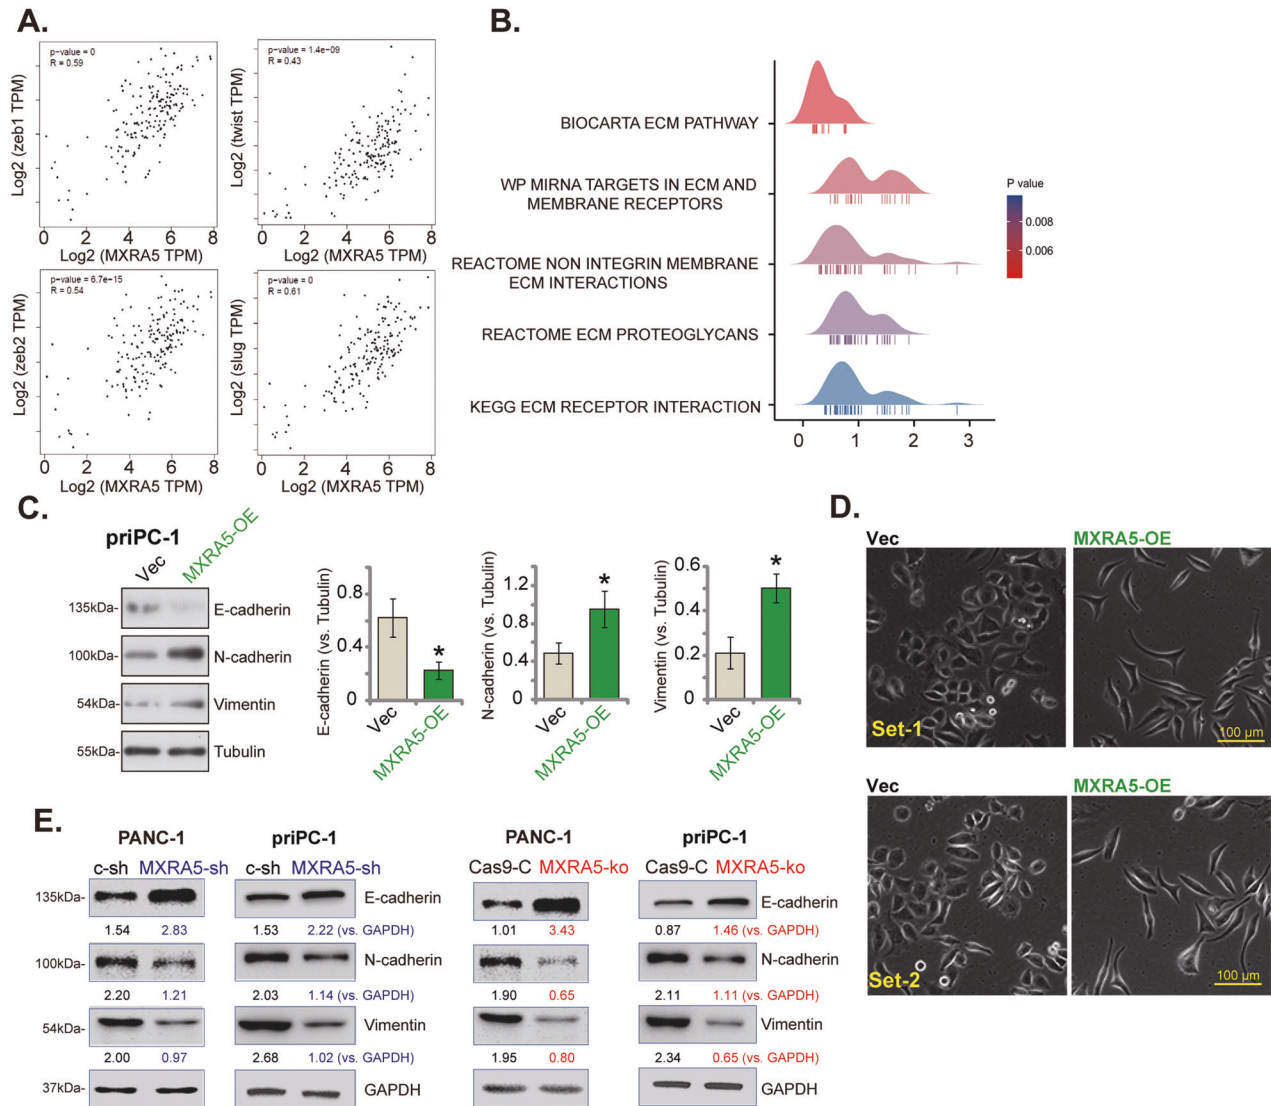 A.
p-value = 0
R = 0.59
Log2 (zeb1 TPM)
0 2 4 6 8
Log2 (MXRA5 TPM)
p-value = 1.4e-09
R = 0.43
Log2 (twist TPM)
0 2 4 6 8
Log2 (MXRA5 TPM)
p-value = 6.7e-15
R = 0.54
Log2 (zeb2 TPM)
0 2 4 6 8
Log2 (MXRA5 TPM)
p-value = 0
R = 0.61
Log2 (slug TPM)
0 2 4 6 8
Log2 (MXRA5 TPM)
B.
BIOCARTA ECM PATHWAY
WP MIRNA TARGETS IN ECM AND
MEMBRANE RECEPTORS
REACTOME NON INTEGRIN MEMBRANE
ECM INTERACTIONS
REACTOME ECM PROTEOGLYCANS
KEGG ECM RECEPTOR INTERACTION
0 1 2 3
P value
0.008
0.006
C.
priPC-1
Vec MXRA5-OE
135kDa- E-cadherin
100kDa- N-cadherin
54kDa- Vimentin
55kDa- Tubulin
E-cadherin (vs. Tubulin)
0.8
0.4
0
*
Vec MXRA5-OE
N-cadherin (vs. Tubulin)
1.2
0.8
0.4
0
*
Vec MXRA5-OE
Vimentin (vs. Tubulin)
0.6
0.4
0.2
0
*
Vec MXRA5-OE
D.
Vec MXRA5-OE
Set-1
100 µm
Vec MXRA5-OE
Set-2
100 µm
E.
PANC-1 priPC-1 PANC-1 priPC-1
c-sh MXRA5-sh c-sh MXRA5-sh Cas9-C MXRA5-ko Cas9-C MXRA5-ko
135kDa- E-cadherin E-cadherin
1.54 2.83 1.53 2.22 (vs. GAPDH) 1.01 3.43 0.87 1.46 (vs. GAPDH)
100kDa- N-cadherin N-cadherin
2.20 1.21 2.03 1.14 (vs. GAPDH) 1.90 0.65 2.11 1.11 (vs. GAPDH)
54kDa- Vimentin Vimentin
2.00 0.97 2.68 1.02 (vs. GAPDH) 1.95 0.80 2.34 0.65 (vs. GAPDH)
37kDa- GAPDH GAPDH